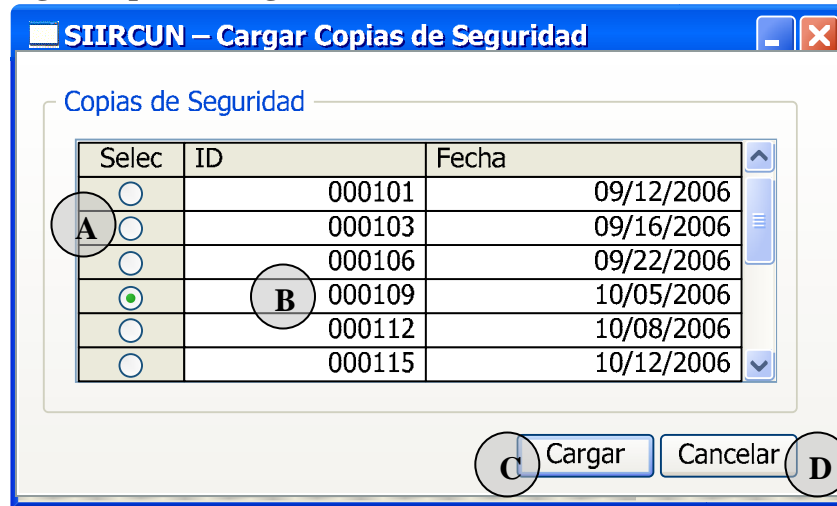 SIIRCUN – Cargar Copias de Seguridad
Copias de Seguridad
Selec ID Fecha
000101 09/12/2006
A 000103 09/16/2006
000106 09/22/2006
B 000109 10/05/2006
000112 10/08/2006
000115 10/12/2006
C Cargar Cancelar D